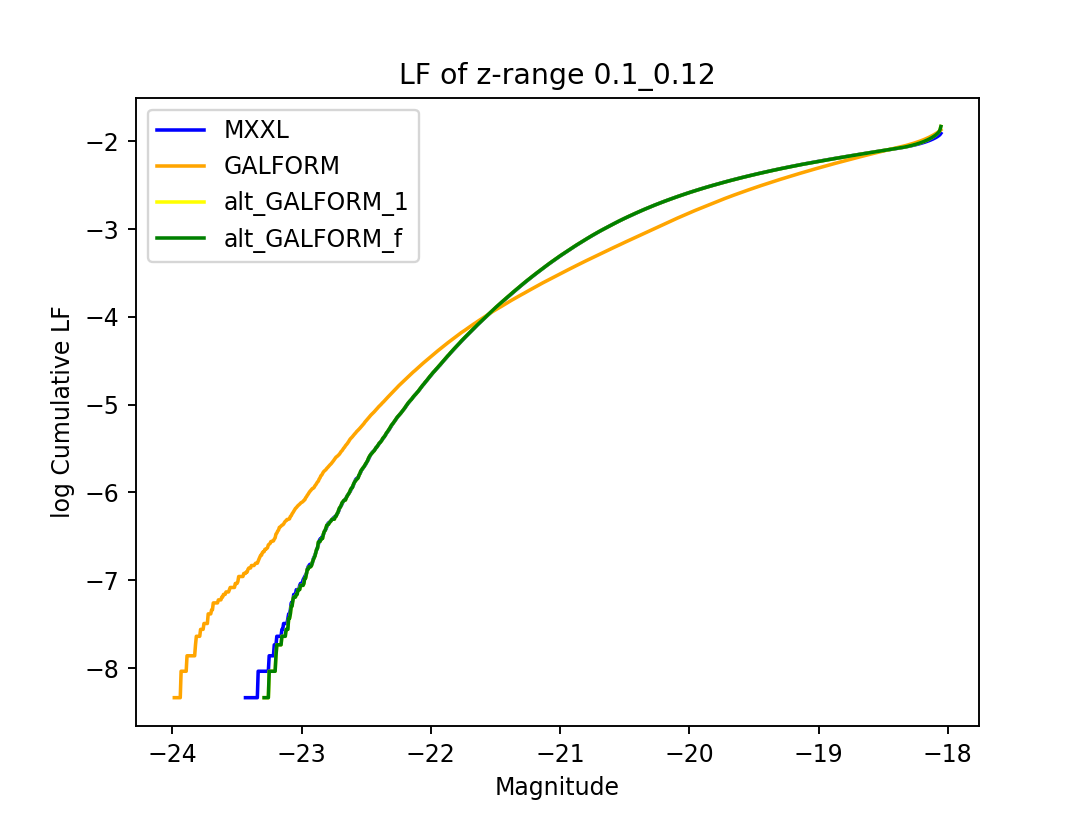 LF of z-range 0.1_0.12
MXXL
GALFORM
alt_GALFORM_1
alt_GALFORM_f
log Cumulative LF
−2
−3
−4
−5
−6
−7
−8
−24
−23
−22
−21
−20
−19
−18
Magnitude